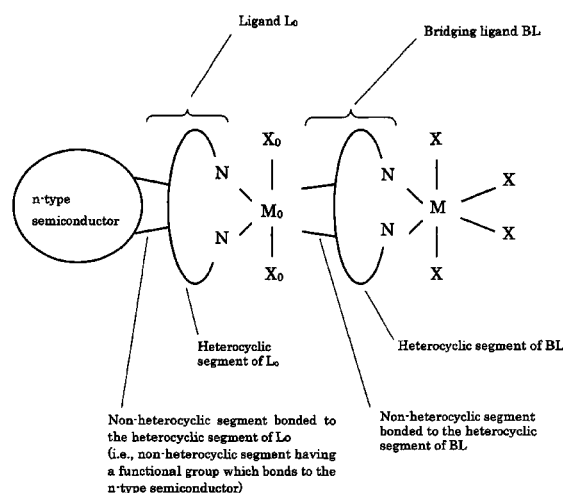 Ligand L₀
Bridging ligand BL
X₀
X
N
N
X
n-type
semiconductor
M₀
M
N
N
X
X₀
X
Heterocyclic
segment of L₀
Heterocyclic segment of BL
Non-heterocyclic segment bonded to
the heterocyclic segment of Lo
(i.e., non-heterocyclic segment having
a functional group which bonds to the
n-type semiconductor)
Non-heterocyclic segment
bonded to the heterocyclic
segment of BL